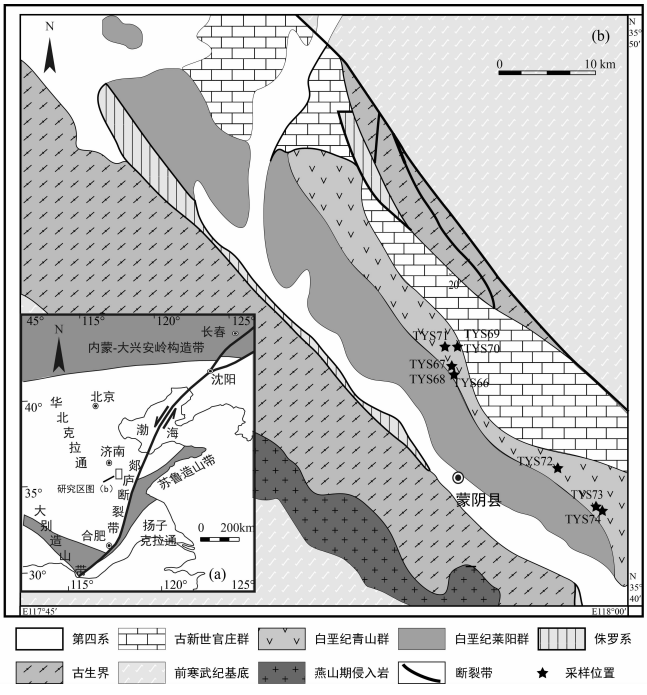 N
(b)
N
35°
50′
0 10 km
20°
TYS71
TYS69
TYS70
TYS67
TYS68
TYS66
TYS72
TYS73
TYS74
蒙阴县
45°
115°
120°
125°
N
长春
内蒙-大兴安岭构造带
沈阳
40°
北京
华北克拉通
渤海
济南
郯庐断裂带
苏鲁造山带
研究区图(b)
35°
大别造山带
合肥
扬子
克拉通
0 200km
30°
(a)
115°
120°
125°
N
35°
40′
E117°45′
E118°00′
第四系
古新世官庄群
白垩纪青山群
白垩纪莱阳群
侏罗系
古生界
前寒武纪基底
燕山期侵入岩
断裂带
采样位置